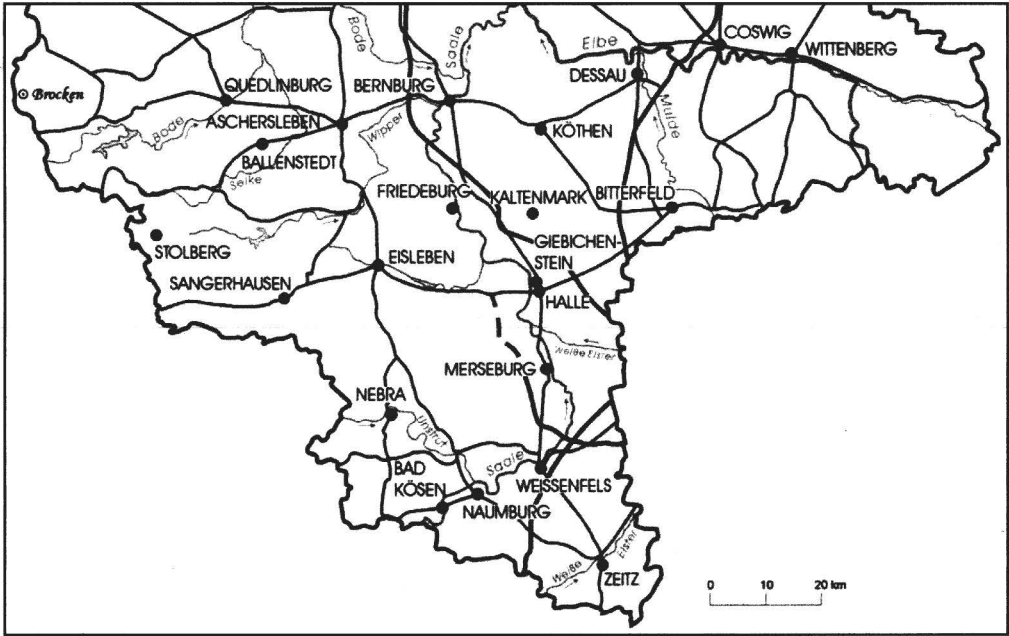 Bode
Saale
Elbe
COSWIG
WITTENBERG
DESSAU
Brocken
QUEDLINBURG
BERNBURG
Mulde
Bode
ASCHERSLEBEN
Wipper
KÖTHEN
BALLENSTEDT
Selke
FRIEDEBURG
KALTENMARK
BITTERFELD
STOLBERG
GIEBICHEN-
STEIN
EISLEBEN
SANGERHAUSEN
HALLE
Weiße Elster
MERSEBURG
NEBRA
Unstrut
Saale
BAD
KÖSEN
WEISSENFELS
NAUMBURG
Weiße
Elster
ZEITZ
0 10 20 km